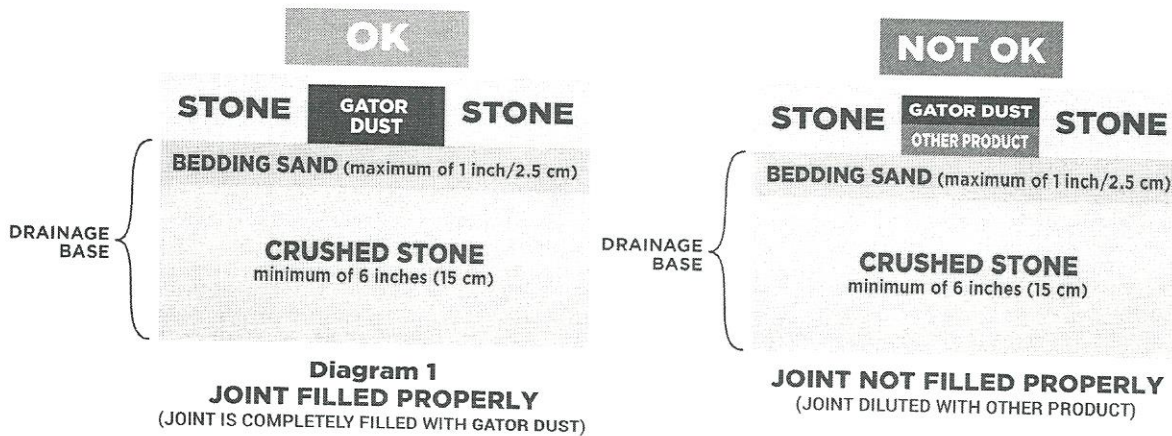 OK
STONE GATOR DUST STONE
BEDDING SAND (maximum of 1 inch/2.5 cm)
DRAINAGE BASE
CRUSHED STONE
minimum of 6 inches (15 cm)
Diagram 1
JOINT FILLED PROPERLY
(JOINT IS COMPLETELY FILLED WITH GATOR DUST)
NOT OK
STONE GATOR DUST STONE
OTHER PRODUCT
BEDDING SAND (maximum of 1 inch/2.5 cm)
DRAINAGE BASE
CRUSHED STONE
minimum of 6 inches (15 cm)
JOINT NOT FILLED PROPERLY
(JOINT DILUTED WITH OTHER PRODUCT)